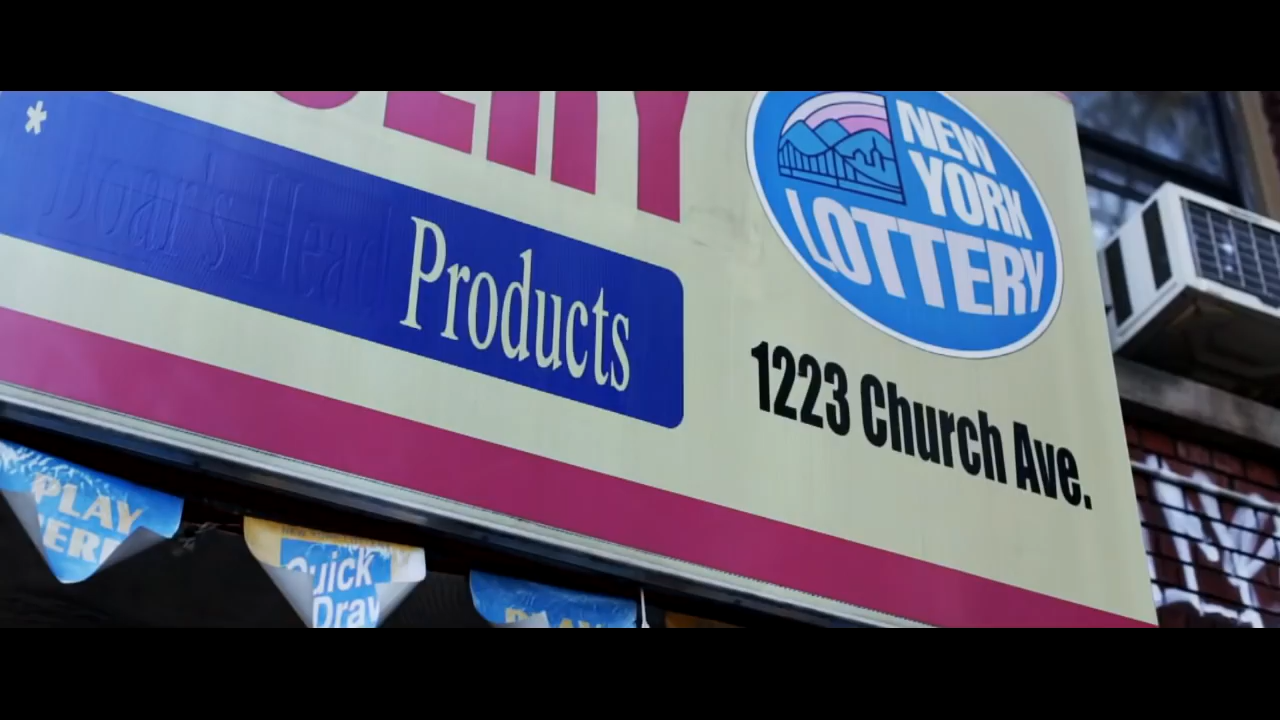 * Boar's Head Products
NEW
YORK
LOTTERY
1223 Church Ave.
PLAY
Quick
Draw